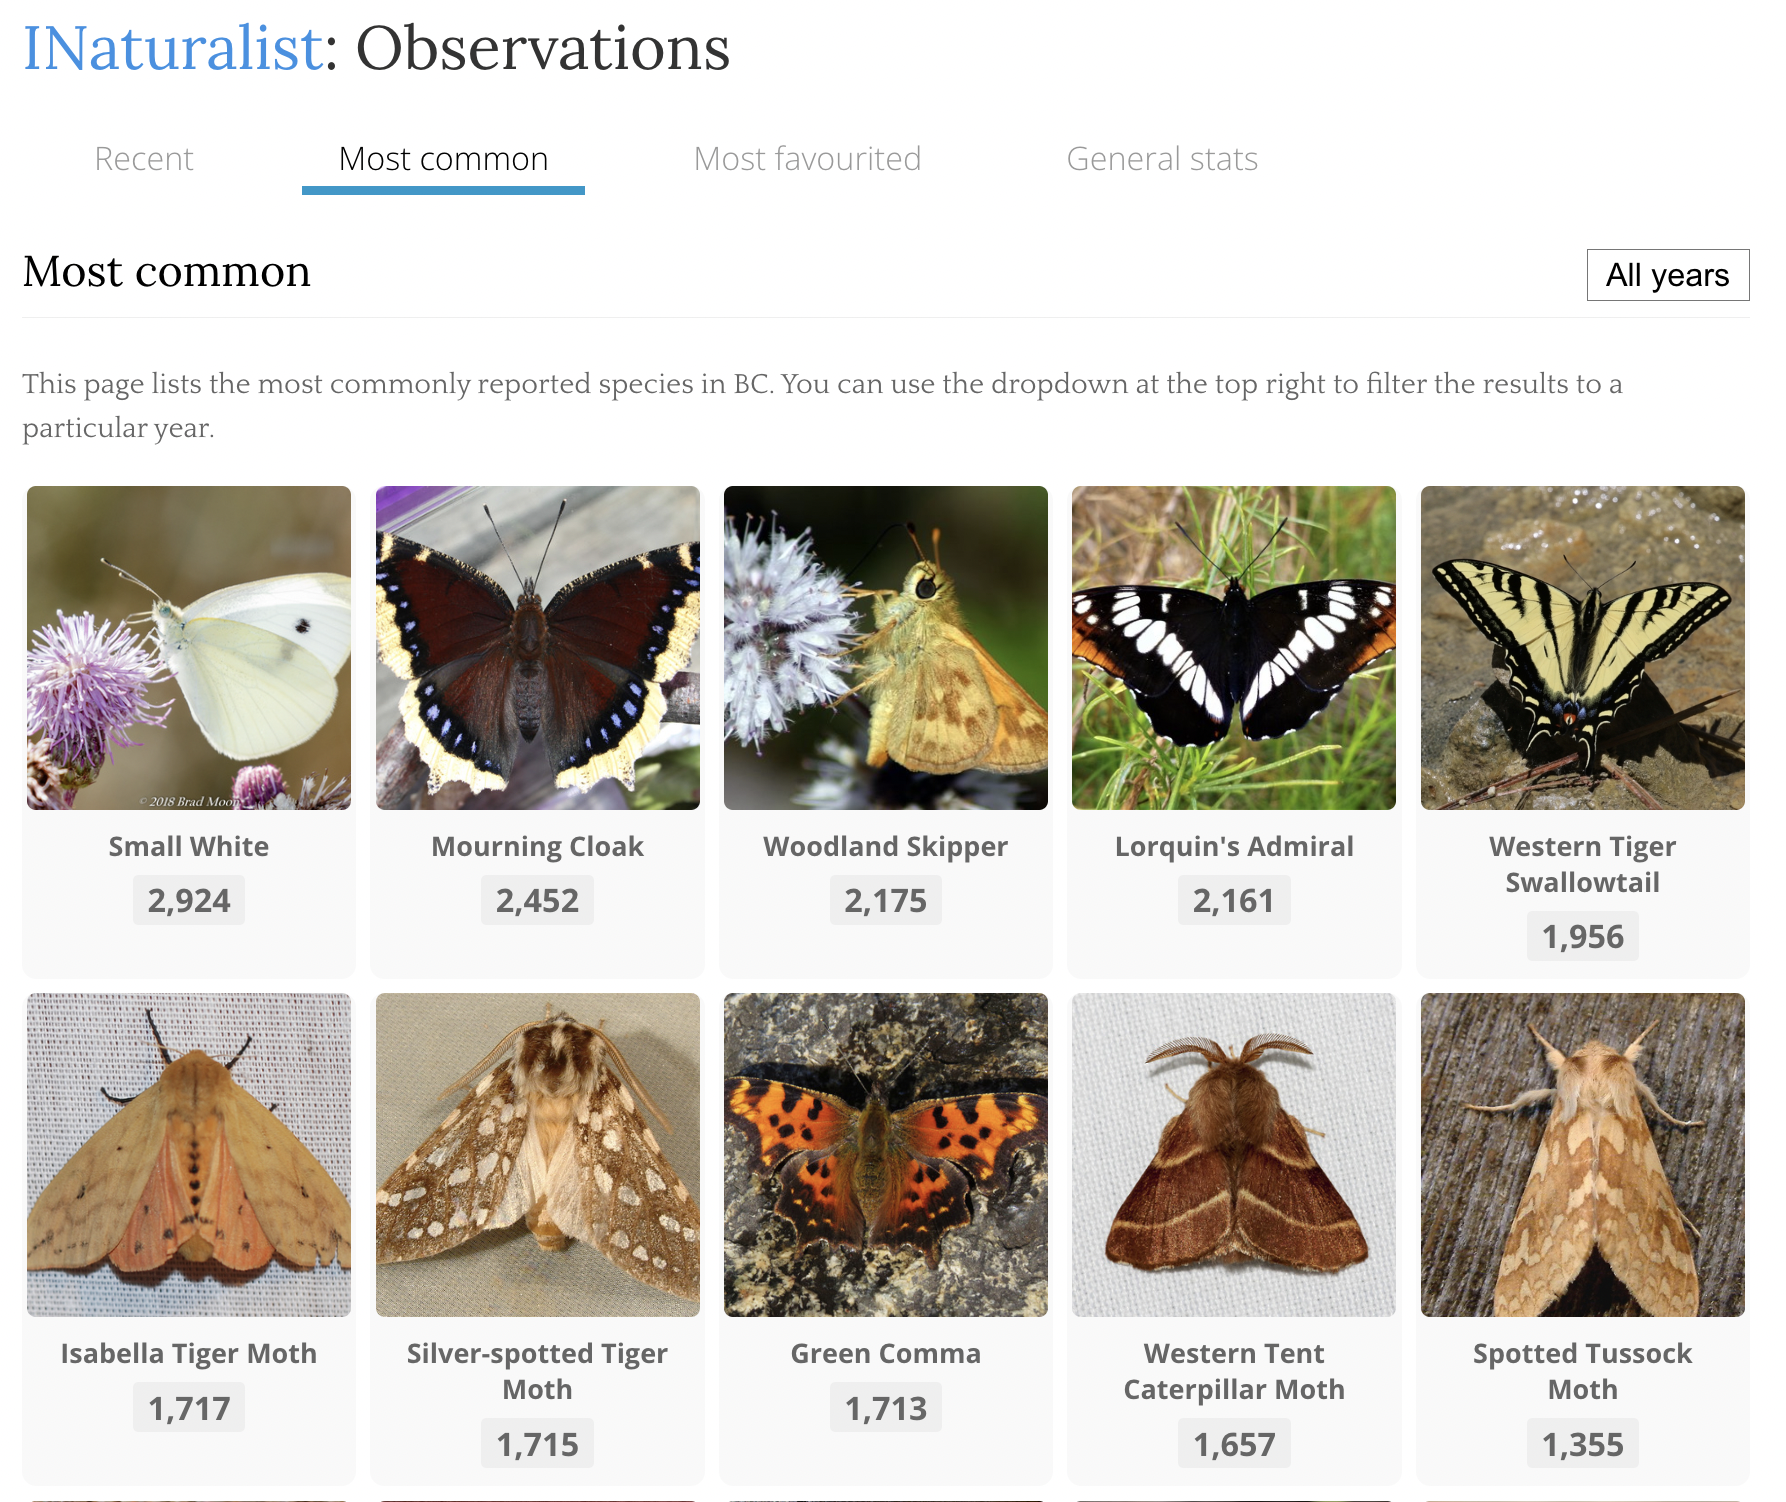 INaturalist: Observations
Recent
Most common
Most favourited
General stats
Most common
All years
This page lists the most commonly reported species in BC. You can use the dropdown at the top right to filter the results to a
particular year.
© 2018 Brad Moon
Small White
2,924
Mourning Cloak
2,452
Woodland Skipper
2,175
Lorquin's Admiral
2,161
Western Tiger
Swallowtail
1,956
Isabella Tiger Moth
1,717
Silver-spotted Tiger
Moth
1,715
Green Comma
1,713
Western Tent
Caterpillar Moth
1,657
Spotted Tussock
Moth
1,355